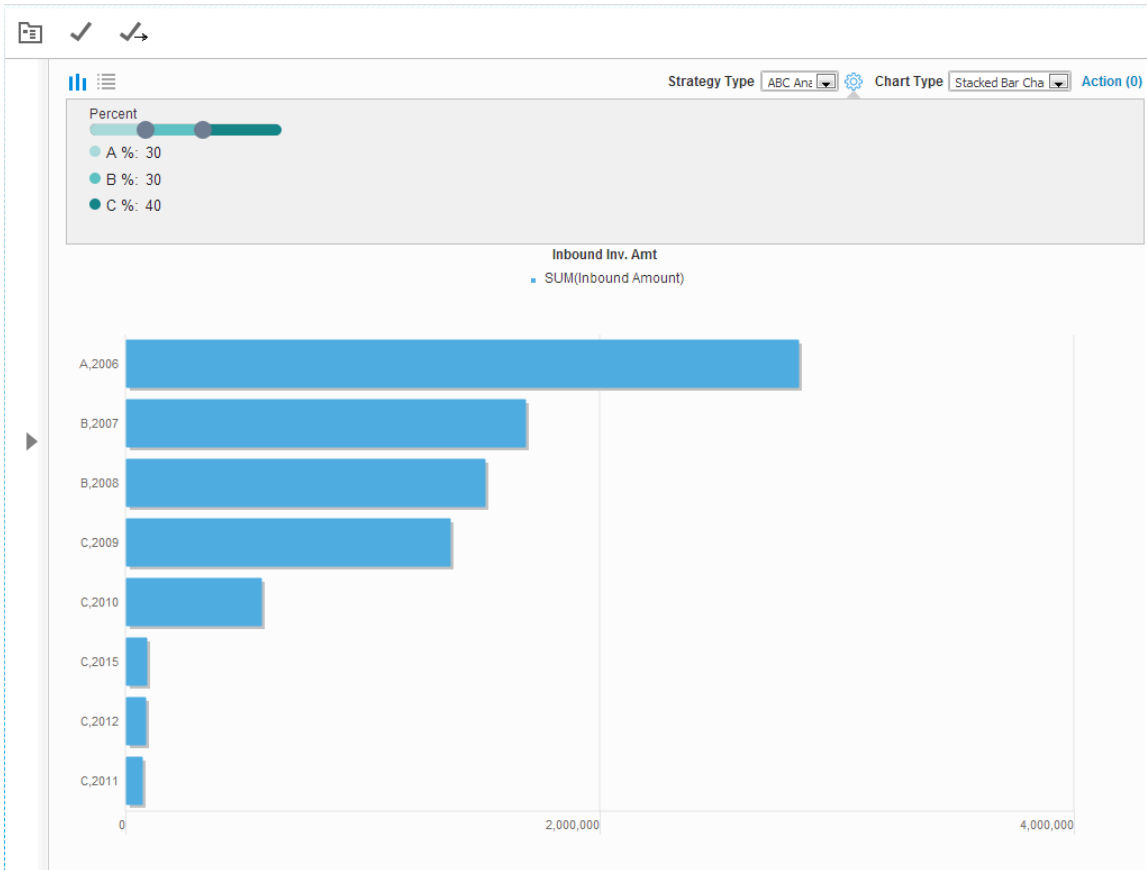 Strategy Type ABC Ana Chart Type Stacked Bar Cha Action (0)
Percent
A %: 30
B %: 30
C %: 40
Inbound Inv. Amt
SUM(Inbound Amount)
A,2006
B,2007
B,2008
C,2009
C,2010
C,2015
C,2012
C,2011
0 2,000,000 4,000,000